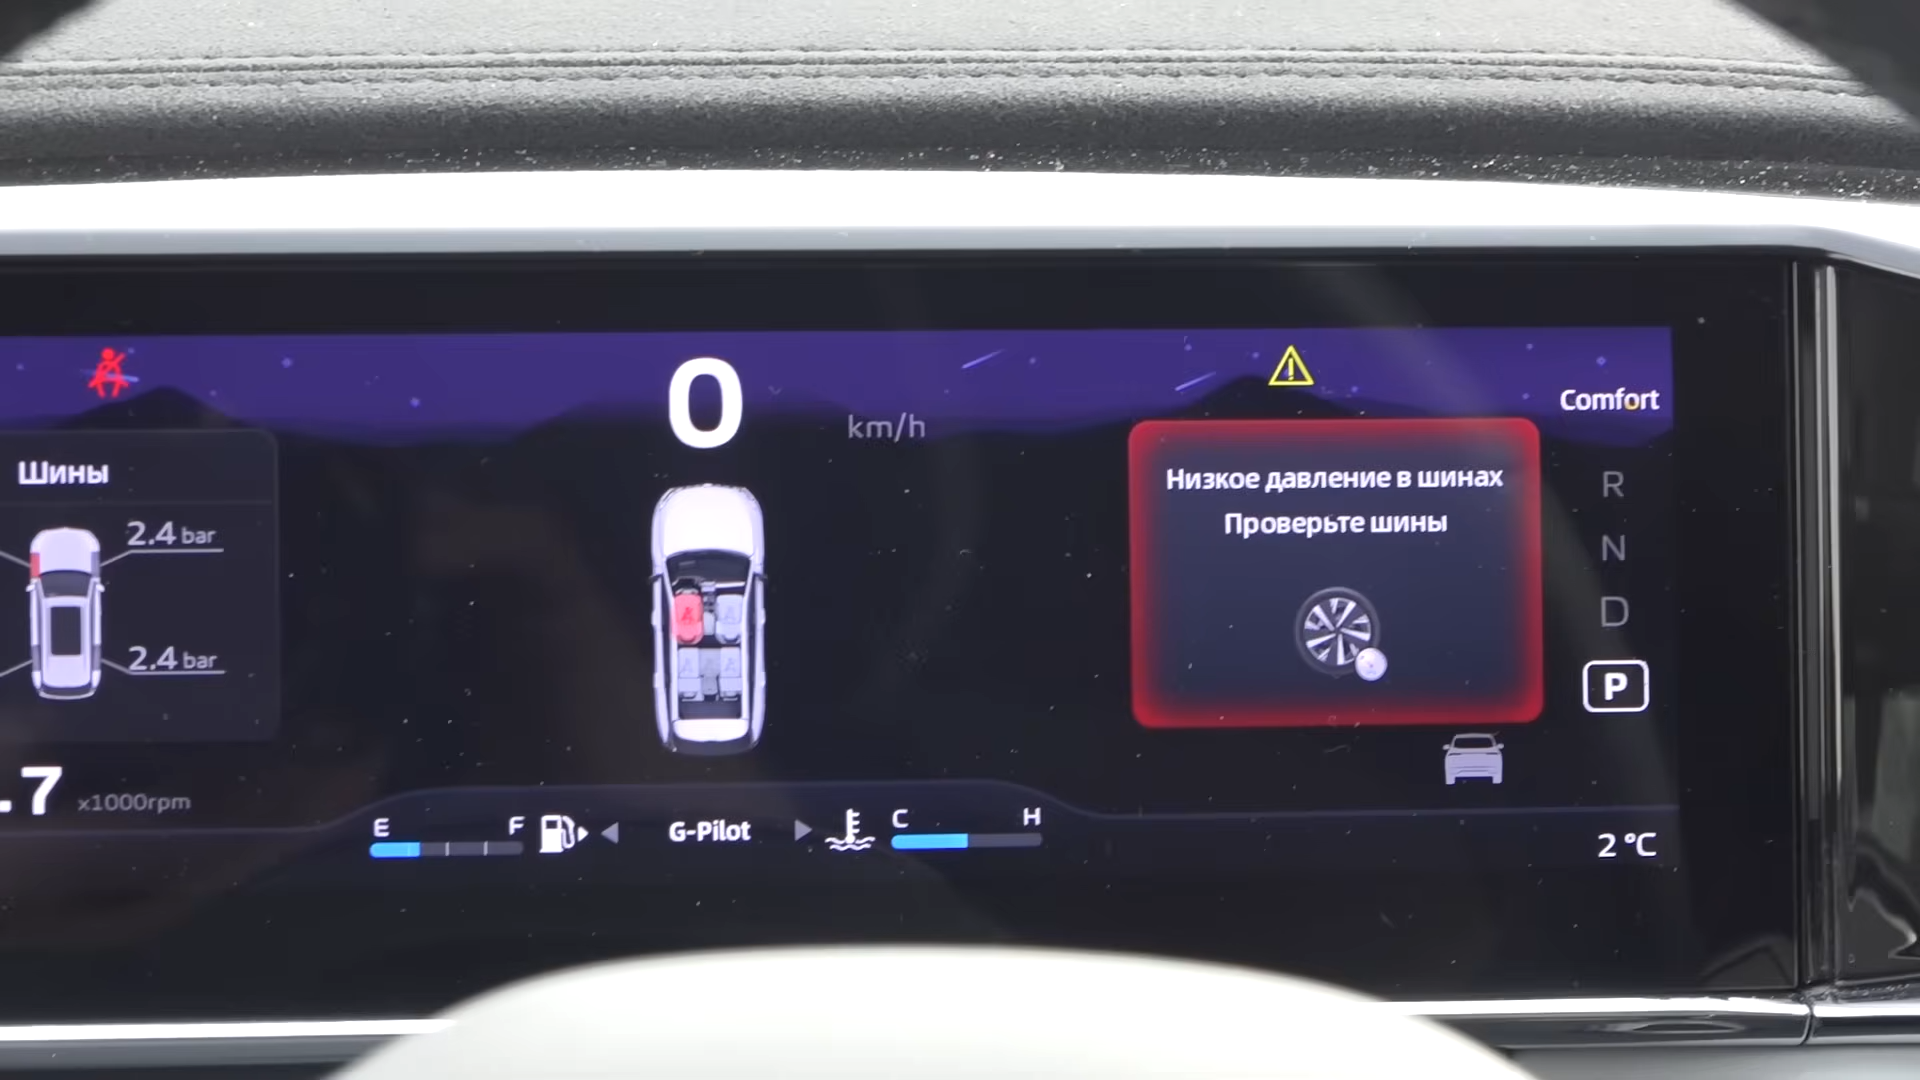 0
km/h
Comfort
Шины
2.4 bar
2.4 bar
Низкое давление в шинах
Проверьте шины
R
N
D
P
.7 x1000rpm
E F
G-Pilot
C H
2 °C